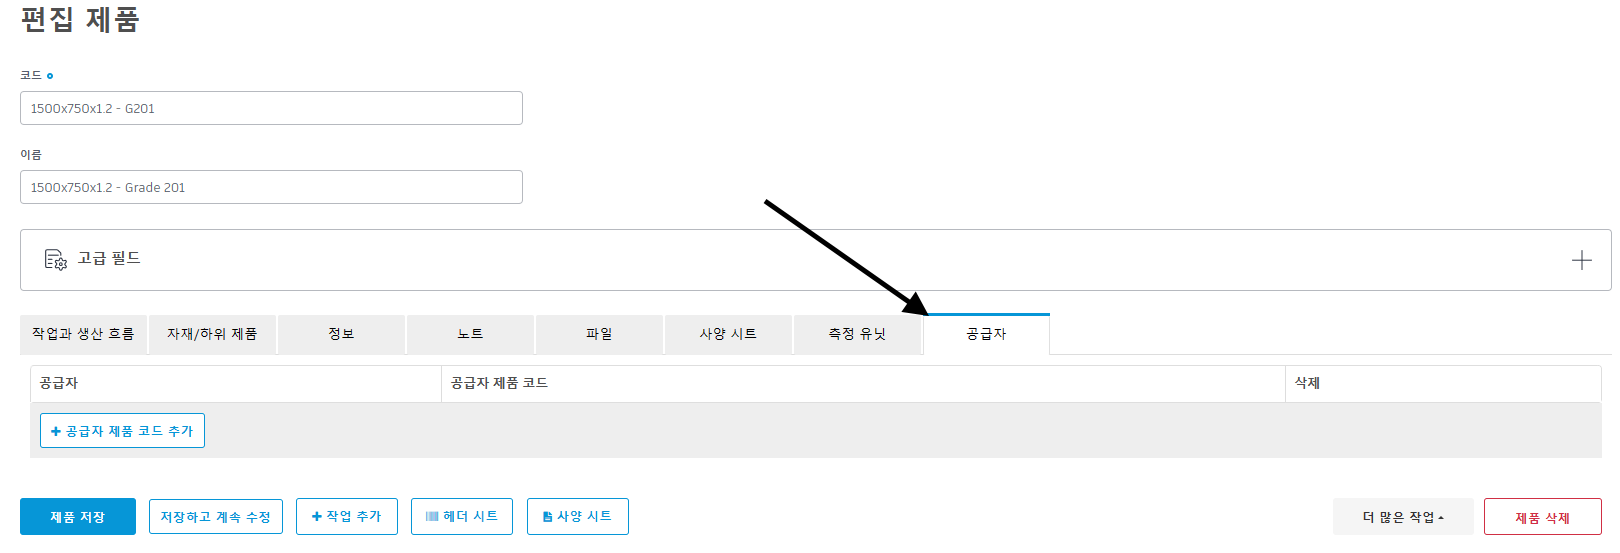 편집 제품
코드
1500x750x1.2 - G201
이름
1500x750x1.2 - Grade 201
고급 필드
작업과 생산 흐름 자재/하위 제품 정보 노트 파일 사양 시트 측정 유닛 공급자
공급자 공급자 제품 코드 삭제
+ 공급자 제품 코드 추가
제품 저장 저장하고 계속 수정 + 작업 추가 헤더 시트 사양 시트 더 많은 작업 제품 삭제